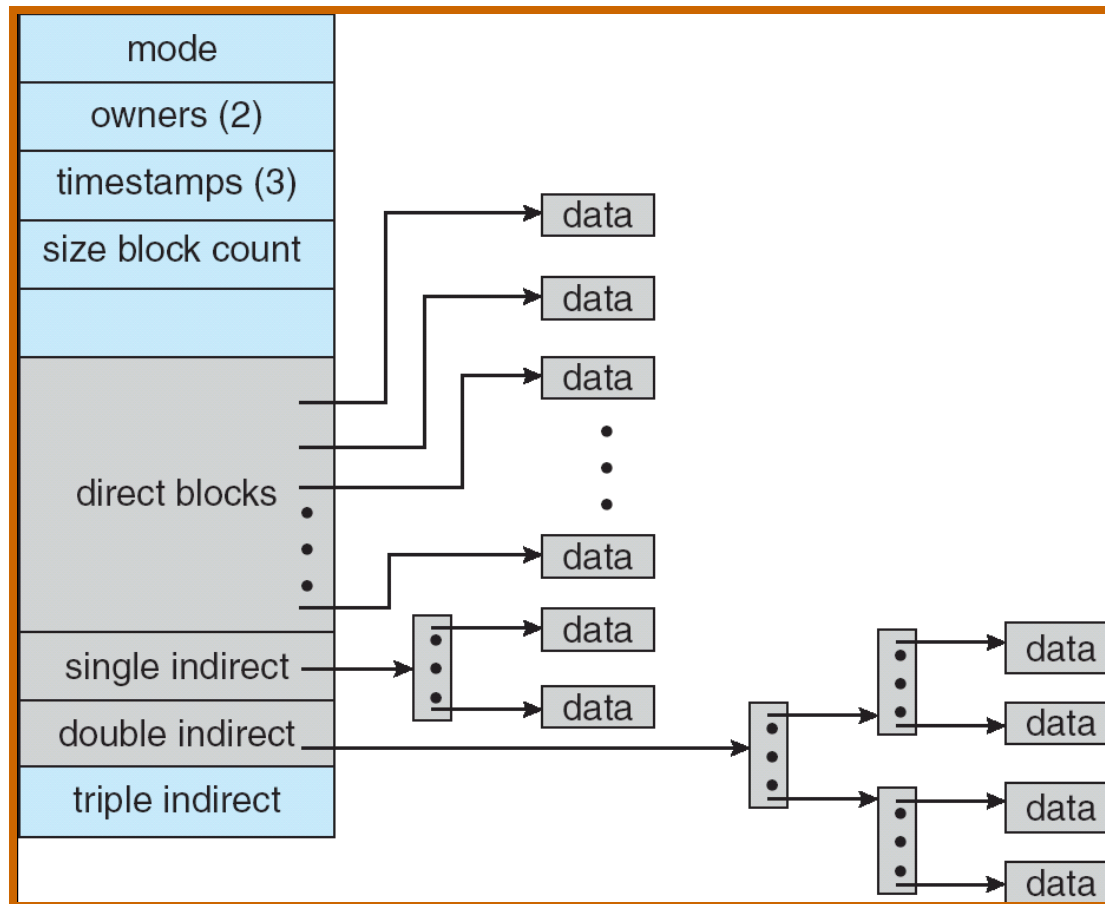 mode
owners (2)
timestamps (3)
size block count
direct blocks
single indirect
double indirect
triple indirect
data
data
data
data
data
data
data
data
data
data